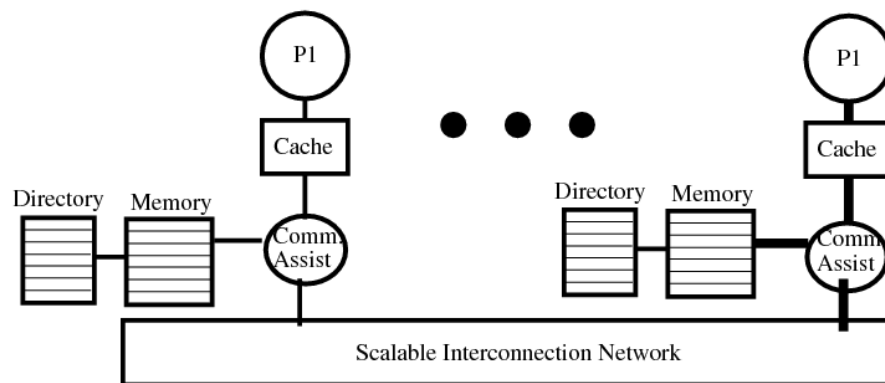 P1
P1
Cache
Cache
Directory
Memory
Directory
Memory
Comm.
Assist
Comm
Assist
Scalable Interconnection Network